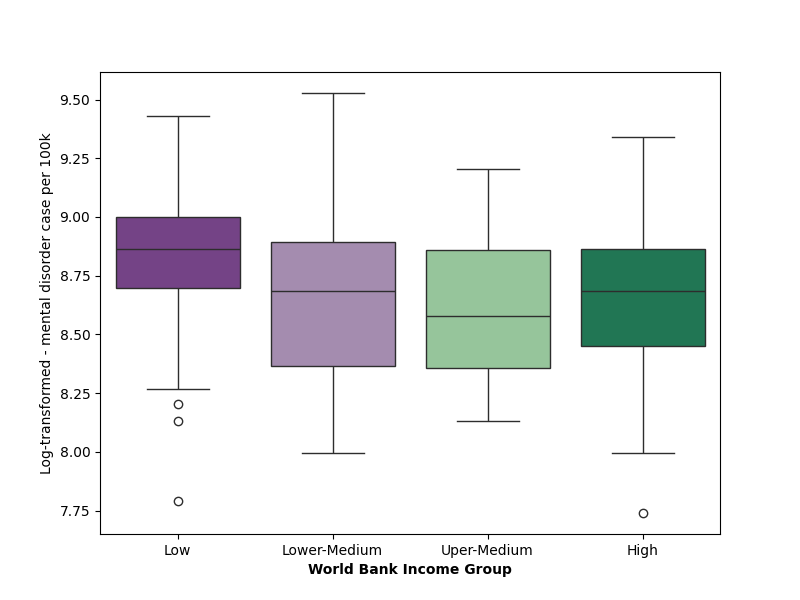 Log-transformed - mental disorder case per 100k
9.50
9.25
9.00
8.75
8.50
8.25
8.00
7.75
Low Lower-Medium Uper-Medium High
World Bank Income Group